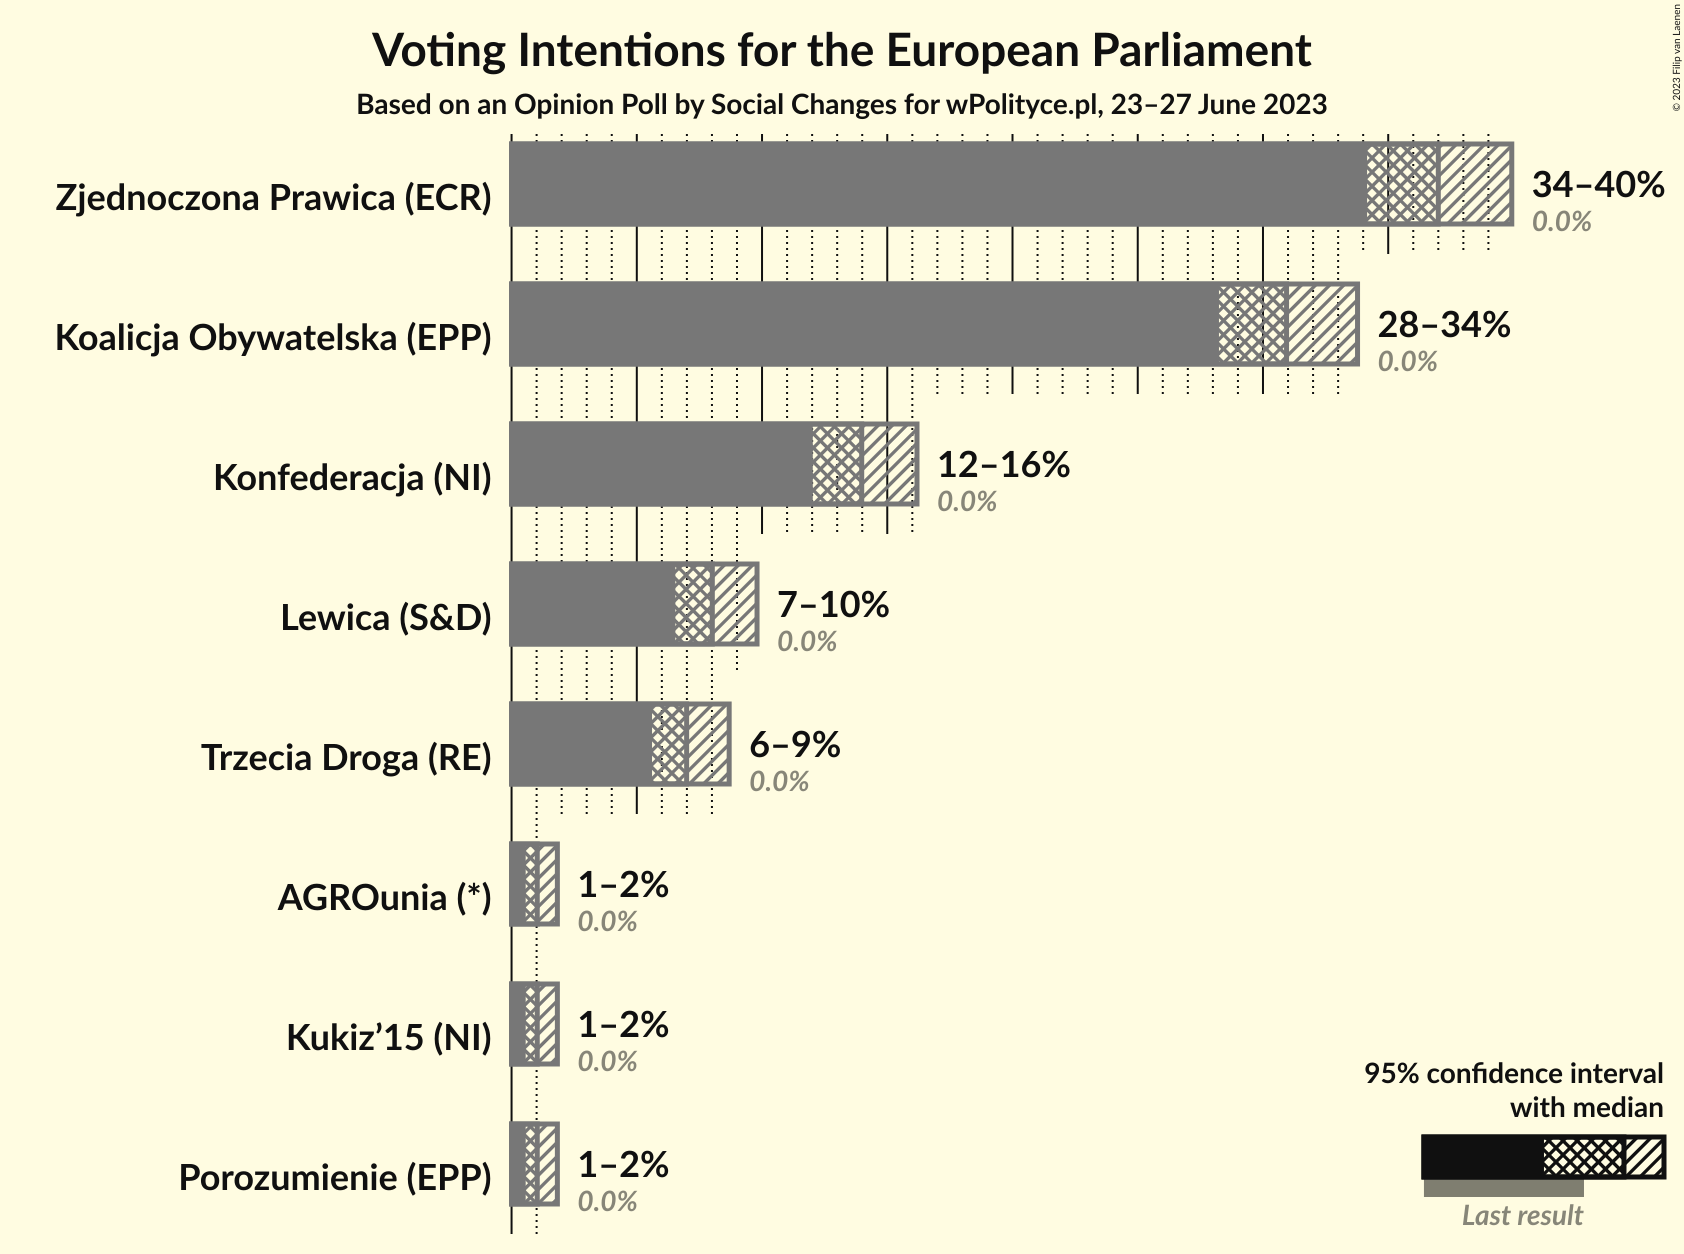 Voting Intentions for the European Parliament
Based on an Opinion Poll by Social Changes for wPolityce.pl, 23–27 June 2023
© 2023 Filip van Laenen
Zjednoczona Prawica (ECR)
34–40%
0.0%
Koalicja Obywatelska (EPP)
28–34%
0.0%
Konfederacja (NI)
12–16%
0.0%
Lewica (S&D)
7–10%
0.0%
Trzecia Droga (RE)
6–9%
0.0%
AGROunia (*)
1–2%
0.0%
Kukiz’15 (NI)
1–2%
0.0%
Porozumienie (EPP)
1–2%
0.0%
95% confidence interval
with median
Last result